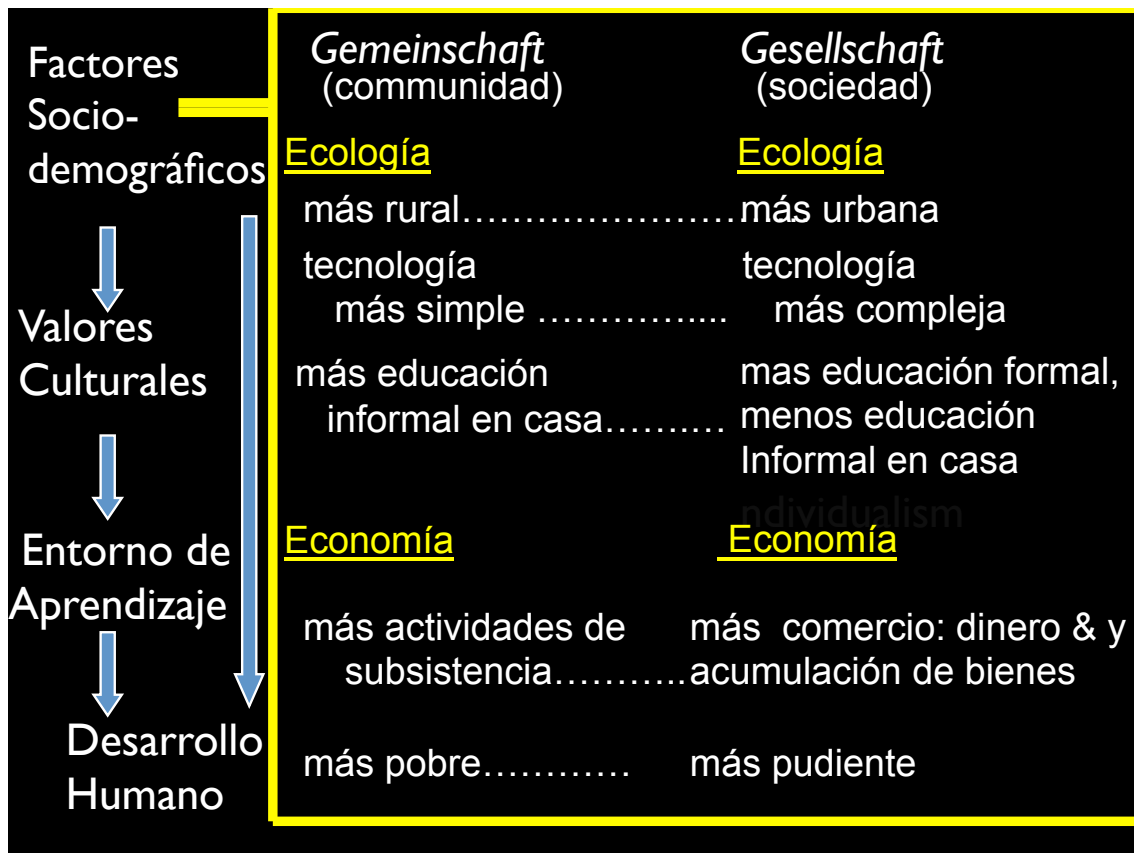 Factores
Socio-
demográficos
Valores
Culturales
Entorno de
Aprendizaje
Desarrollo
Humano
Gemeinschaft
(communidad)
Gesellschaft
(sociedad)
Ecología
Ecología
más rural…………………….. más urbana
tecnología
más simple …………....
tecnología
más compleja
más educación
informal en casa…….…
mas educación formal,
menos educación
Informal en casa
ndividualism
Economía
Economía
más actividades de
subsistencia………..
más comercio: dinero & y
acumulación de bienes
más pobre…………
más pudiente